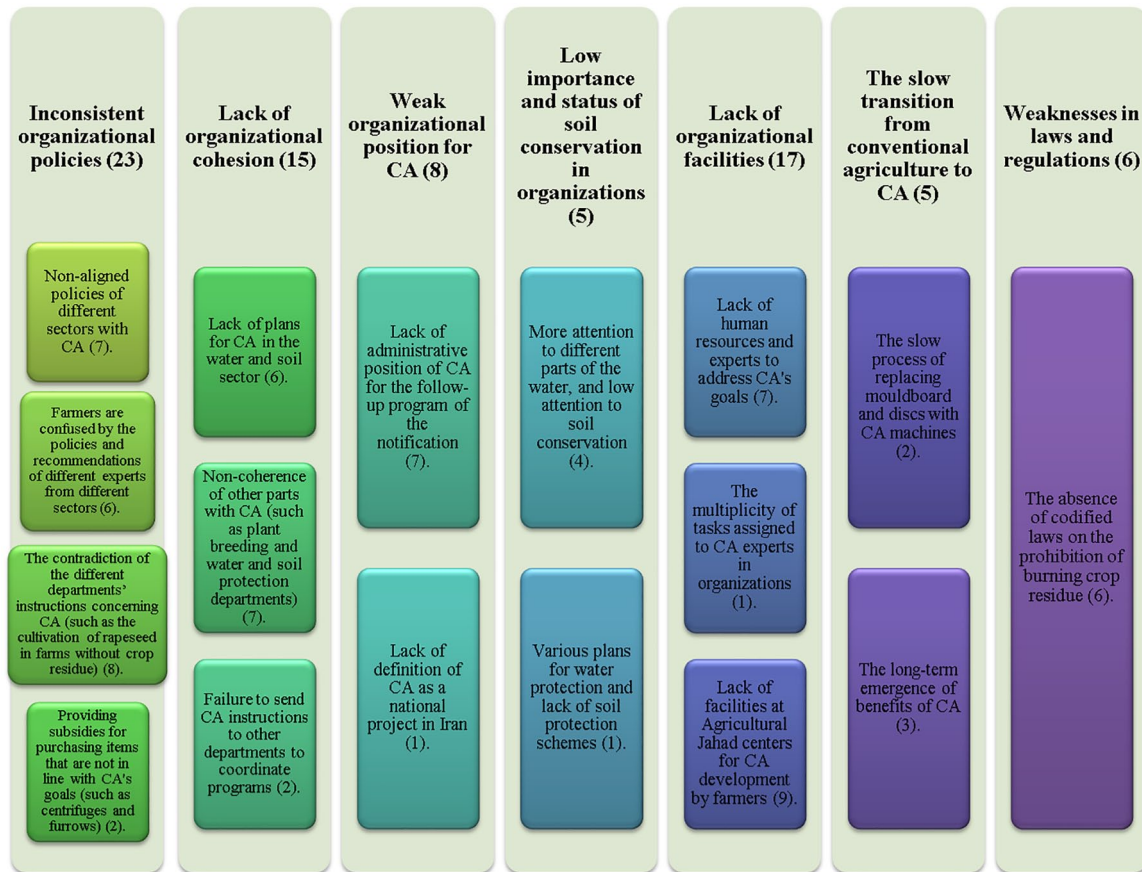 Inconsistent
organizational
policies (23)
Non-aligned
policies of
different
sectors with
CA (7).
Farmers are
confused by the
policies and
recommendations
of different experts
from different
sectors (6).
The contradiction of
the different
departments'
instructions concerning
CA (such as the
cultivation of rapeseed
in farms without crop
residue) (8).
Providing
subsidies for
purchasing items
that are not in
line with CA's
goals (such as
centrifuges and
furrows) (2).
Lack of
organizational
cohesion (15)
Lack of plans
for CA in the
water and soil
sector (6).
Non-coherence
of other parts
with CA (such
as plant
breeding and
water and soil
protection
departments)
(7).
Failure to send
CA instructions
to other
departments to
coordinate
programs (2).
Weak
organizational
position for
CA (8)
Lack of
administrative
position of CA
for the follow-
up program of
the
notification
(7).
Lack of
definition of
CA as a
national
project in Iran
(1).
Low
importance
and status of
soil
conservation
in
organizations
(5)
More attention
to different
parts of the
water, and low
attention to
soil
conservation
(4).
Various plans
for water
protection and
lack of soil
protection
schemes (1).
Lack of
organizational
facilities (17)
Lack of
human
resources and
experts to
address CA's
goals (7).
The
multiplicity of
tasks assigned
to CA experts
in
organizations
(1).
Lack of
facilities at
Agricultural
Jahad centers
for CA
development
by farmers (9).
The slow
transition
from
conventional
agriculture to
CA (5)
The slow
process of
replacing
mouldboard
and discs with
CA machines
(2).
The long-term
emergence of
benefits of CA
(3).
Weaknesses in
laws and
regulations (6)
The absence
of codified
laws on the
prohibition of
burning crop
residue (6).